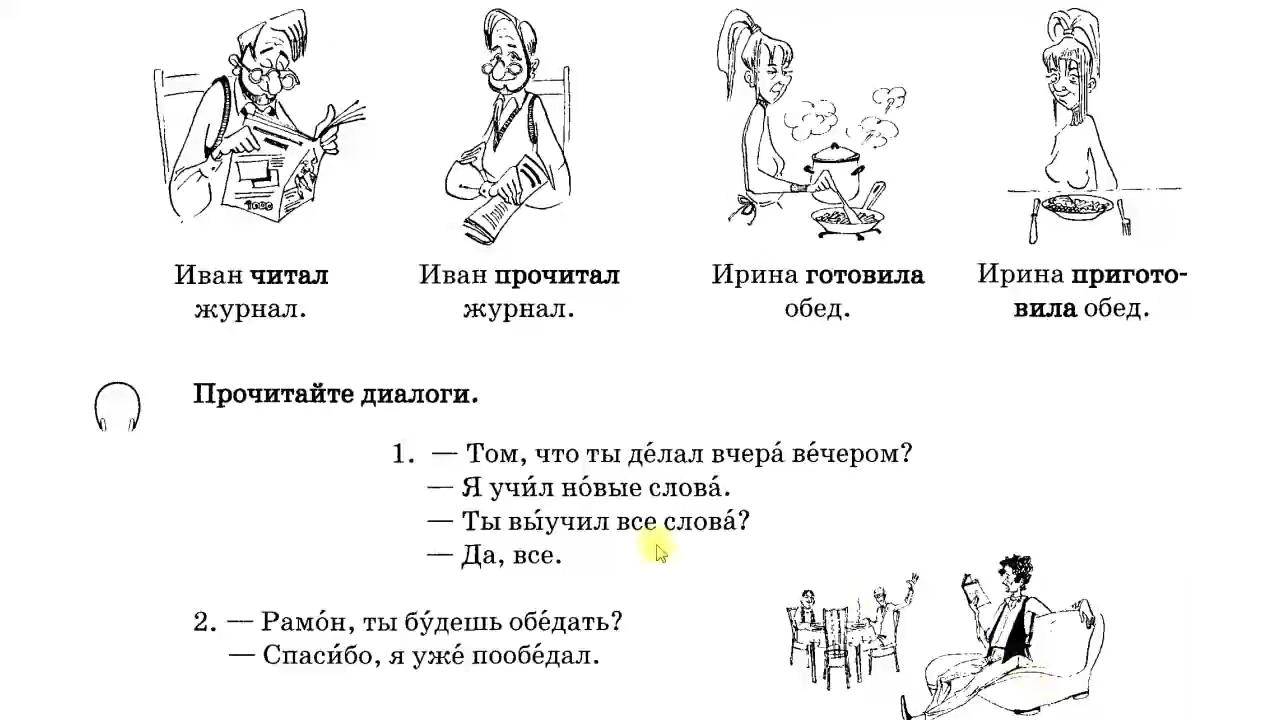 Иван читал
журнал.
Иван прочитал
журнал.
Ирина готовила
обед.
Ирина пригото-
вила обед.
Прочитайте диалоги.
1. — Том, что ты де́лал вчера́ ве́чером?
— Я учи́л но́вые слова́.
— Ты вы́учил все слова́?
— Да, все.
2. — Рамо́н, ты бу́дешь обе́дать?
— Спаси́бо, я уже́ пообе́дал.